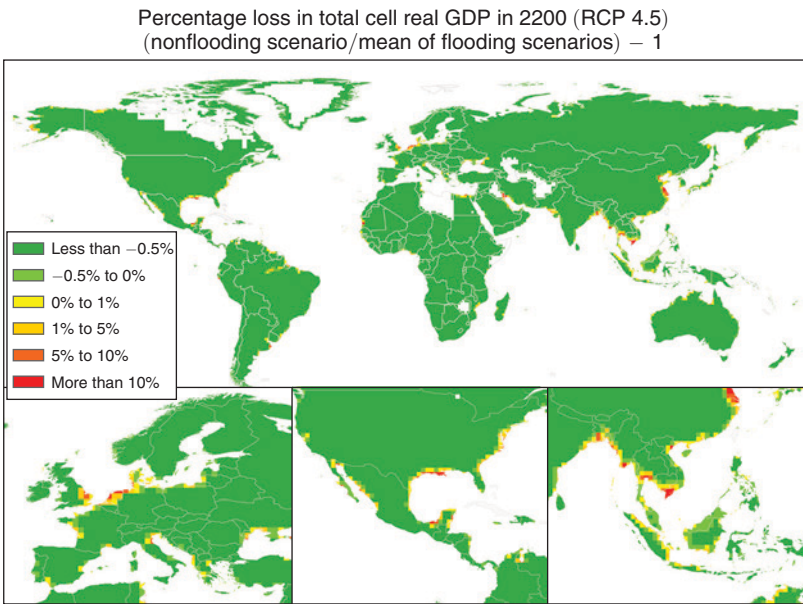 Percentage loss in total cell real GDP in 2200 (RCP 4.5)
(nonflooding scenario/mean of flooding scenarios) − 1
Less than −0.5%
−0.5% to 0%
0% to 1%
1% to 5%
5% to 10%
More than 10%